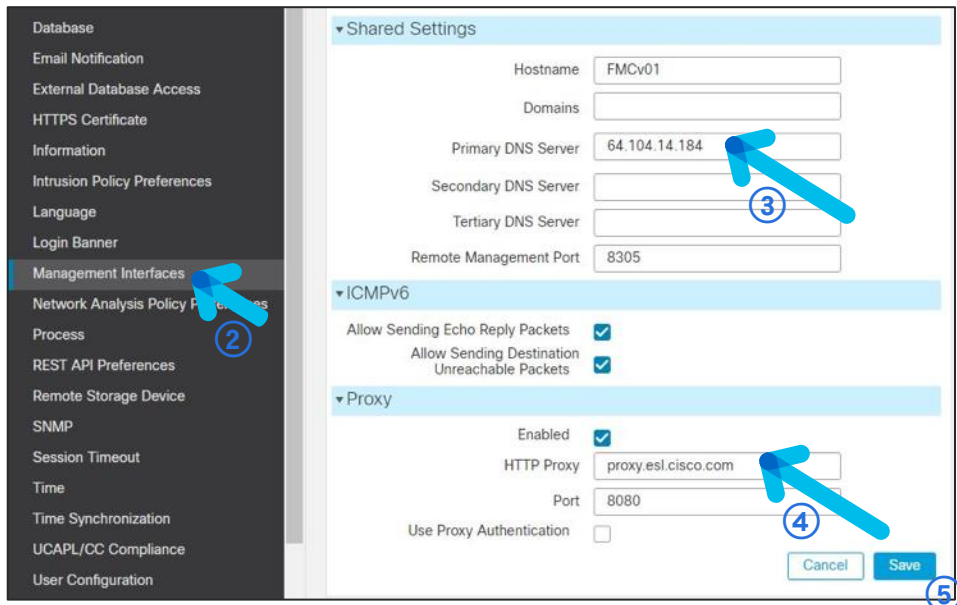 Database
Email Notification
External Database Access
HTTPS Certificate
Information
Intrusion Policy Preferences
Language
Login Banner
Management Interfaces
Network Analysis Policy
Process
REST API Preferences
Remote Storage Device
SNMP
Session Timeout
Time
Time Synchronization
UCAPL/CC Compliance
User Configuration
②
▾Shared Settings
Hostname FMCv01
Domains
Primary DNS Server 64.104.14.184
③
Secondary DNS Server
Tertiary DNS Server
Remote Management Port 8305
▾ICMPv6
Allow Sending Echo Reply Packets
Allow Sending Destination
Unreachable Packets
▾Proxy
Enabled
HTTP Proxy proxy.esl.cisco.com
Port 8080
④
Use Proxy Authentication
Cancel Save
⑤